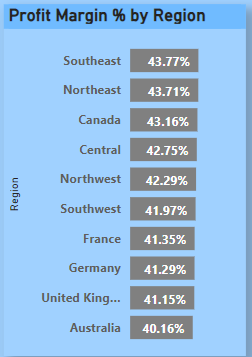 Profit Margin % by Region
Region
Southeast 43.77%
Northeast 43.71%
Canada 43.16%
Central 42.75%
Northwest 42.29%
Southwest 41.97%
France 41.35%
Germany 41.29%
United King... 41.15%
Australia 40.16%